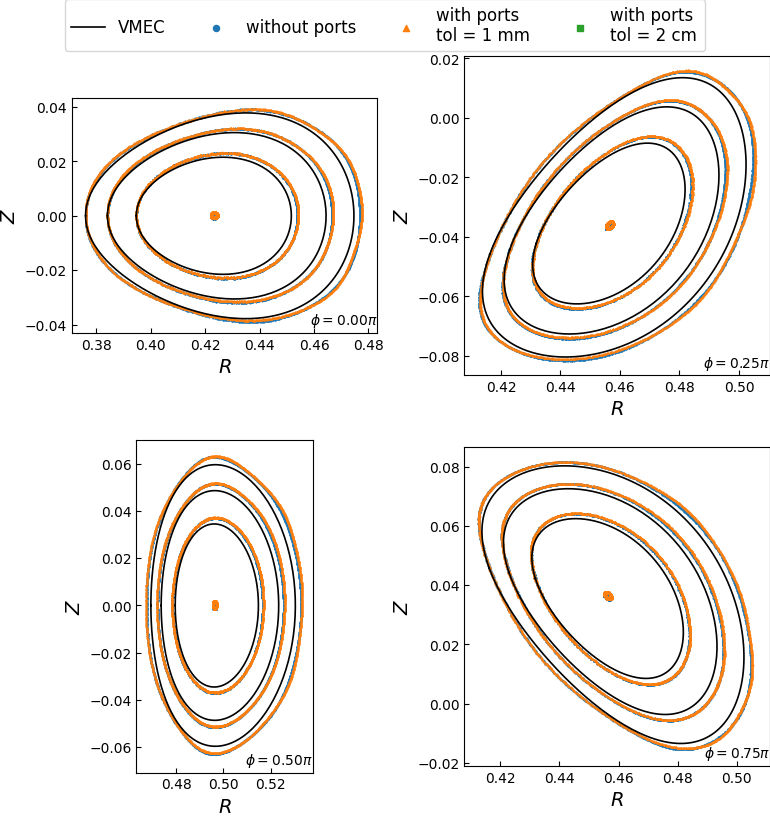 VMEC
without ports
with ports
tol = 1 mm
with ports
tol = 2 cm
0.04
0.02
0.00
−0.02
−0.04
Z
0.38 0.40 0.42 0.44 0.46 0.48
R
ϕ = 0.00π
0.02
0.00
−0.02
−0.04
−0.06
−0.08
Z
0.42 0.44 0.46 0.48 0.50
R
ϕ = 0.25π
0.06
0.04
0.02
0.00
−0.02
−0.04
−0.06
Z
0.48 0.50 0.52
R
ϕ = 0.50π
0.08
0.06
0.04
0.02
0.00
−0.02
Z
0.42 0.44 0.46 0.48 0.50
R
ϕ = 0.75π